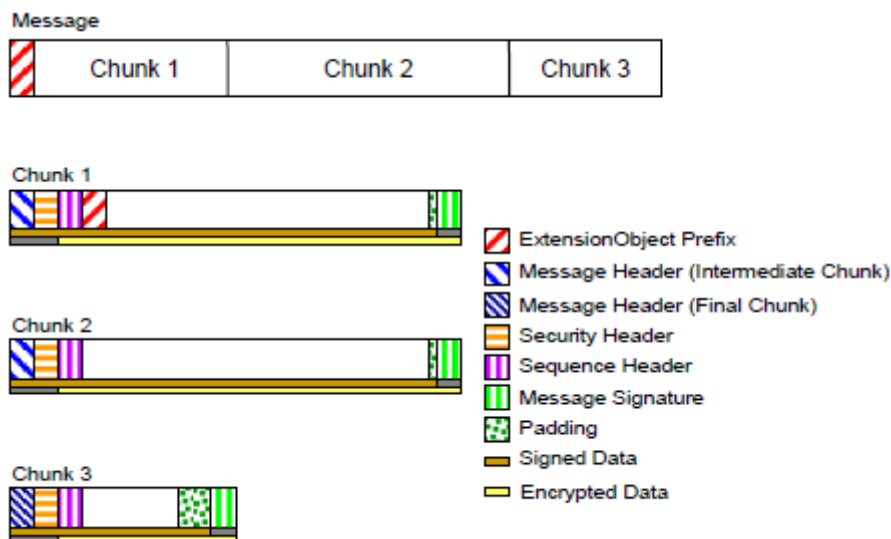 Message
Chunk 1
Chunk 2
Chunk 3
Chunk 1
ExtensionObject Prefix
Message Header (Intermediate Chunk)
Message Header (Final Chunk)
Chunk 2
Security Header
Sequence Header
Message Signature
Padding
Signed Data
Chunk 3
Encrypted Data